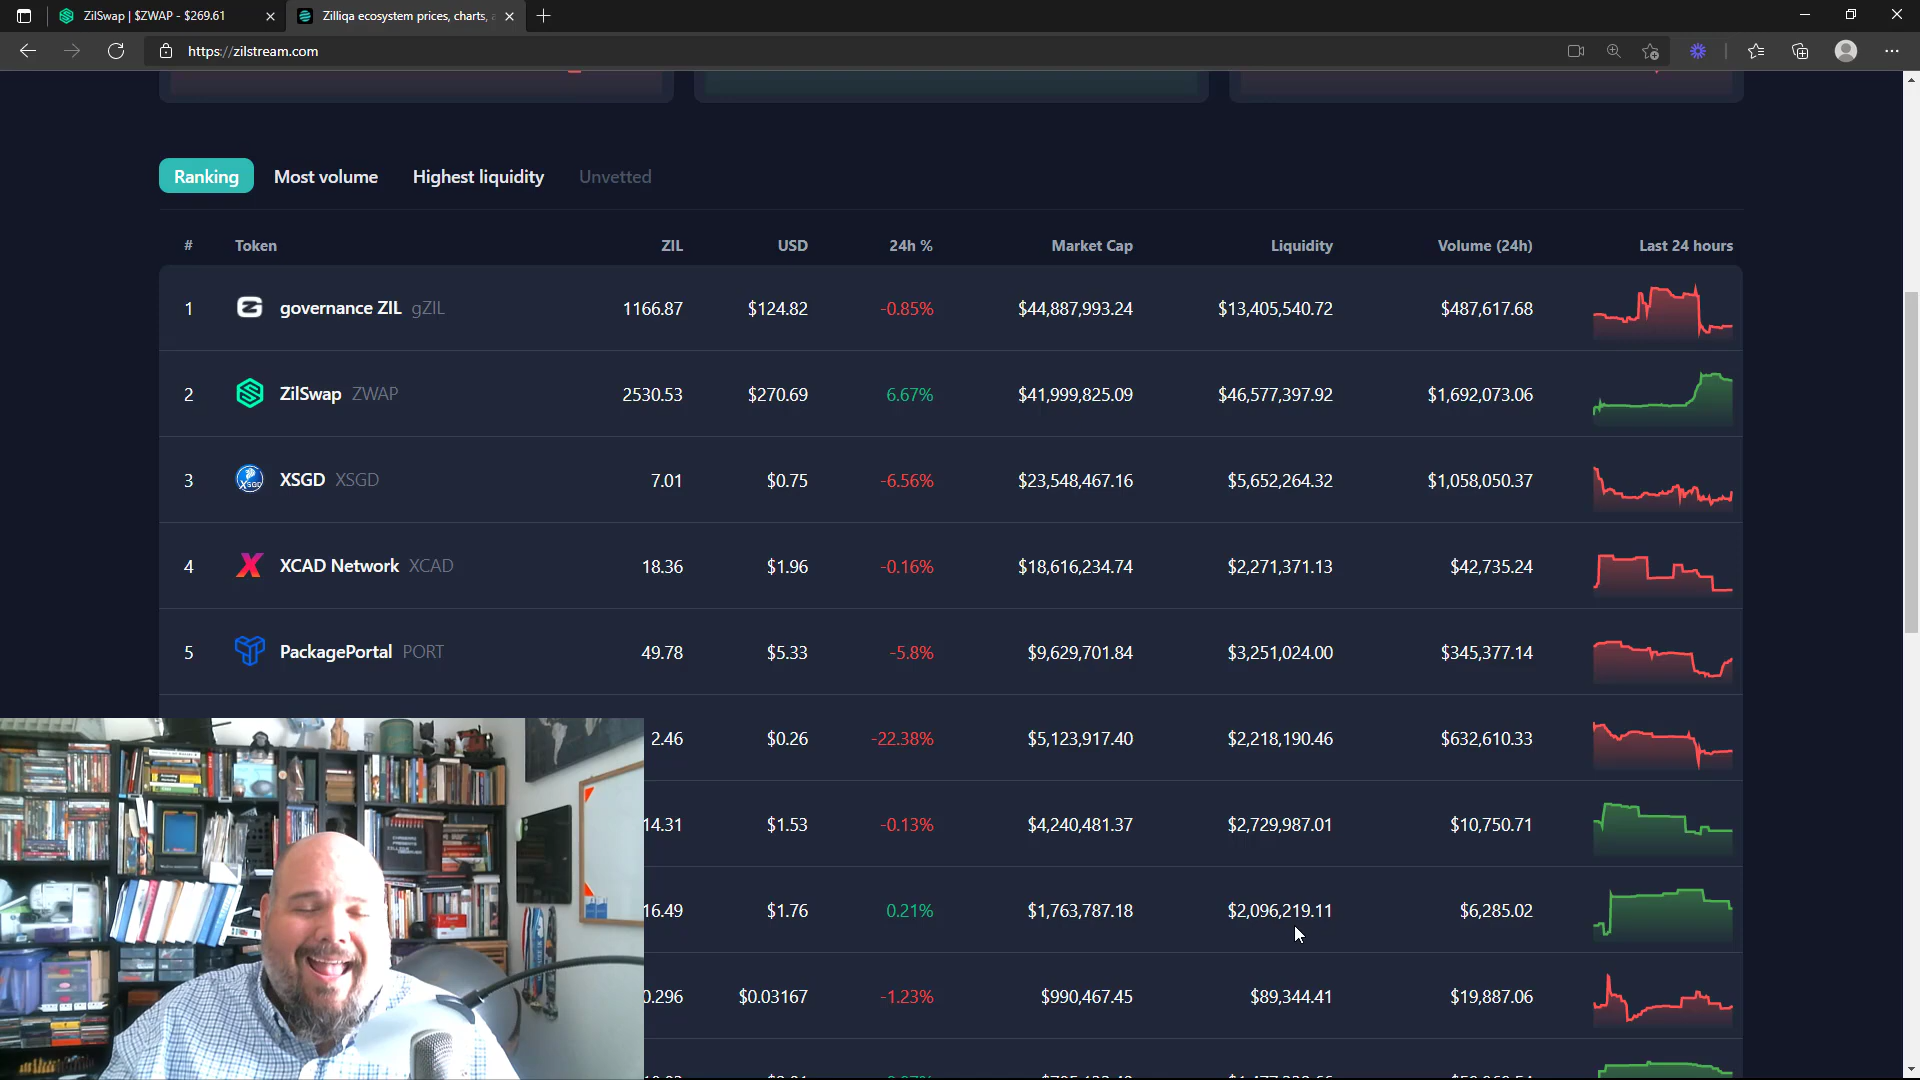 ZilSwap | $ZWAP - $269.61
Zilliqa ecosystem prices, charts,
https://zilstream.com
Ranking Most volume Highest liquidity Unvetted
# Token ZIL USD 24h % Market Cap Liquidity Volume (24h) Last 24 hours
1 governance ZIL gZIL 1166.87 $124.82 -0.85% $44,887,993.24 $13,405,540.72 $487,617.68
2 ZilSwap ZWAP 2530.53 $270.69 6.67% $41,999,825.09 $46,577,397.92 $1,692,073.06
3 XSGD XSGD 7.01 $0.75 -6.56% $23,548,467.16 $5,652,264.32 $1,058,050.37
4 XCAD Network XCAD 18.36 $1.96 -0.16% $18,616,234.74 $2,271,371.13 $42,735.24
5 PackagePortal PORT 49.78 $5.33 -5.8% $9,629,701.84 $3,251,024.00 $345,377.14
2.46 $0.26 -22.38% $5,123,917.40 $2,218,190.46 $632,610.33
14.31 $1.53 -0.13% $4,240,481.37 $2,729,987.01 $10,750.71
16.49 $1.76 0.21% $1,763,787.18 $2,096,219.11 $6,285.02
0.296 $0.03167 -1.23% $990,467.45 $89,344.41 $19,887.06